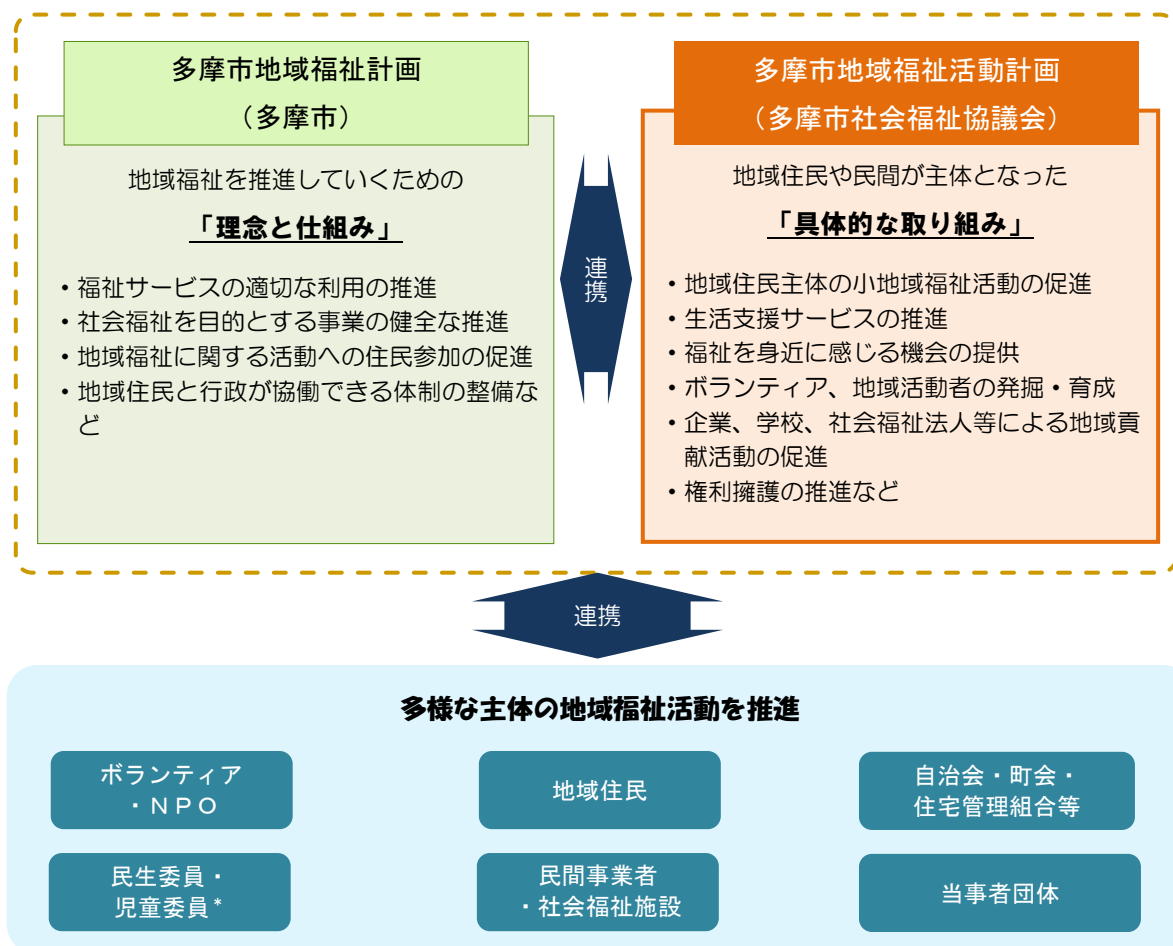 多摩市地域福祉計画
（多摩市）
地域福祉を推進していくための
「理念と仕組み」
・福祉サービスの適切な利用の推進
・社会福祉を目的とする事業の健全な推進
・地域福祉に関する活動への住民参加の促進
・地域住民と行政が協働できる体制の整備な
ど
連携
多摩市地域福祉活動計画
（多摩市社会福祉協議会）
地域住民や民間が主体となった
「具体的な取り組み」
・地域住民主体の小地域福祉活動の促進
・生活支援サービスの推進
・福祉を身近に感じる機会の提供
・ボランティア、地域活動者の発掘・育成
・企業、学校、社会福祉法人等による地域貢
献活動の促進
・権利擁護の推進など
連携
多様な主体の地域福祉活動を推進
ボランティア
・ＮＰＯ
地域住民
自治会・町会・
住宅管理組合等
民生委員・
児童委員*
民間事業者
・社会福祉施設
当事者団体